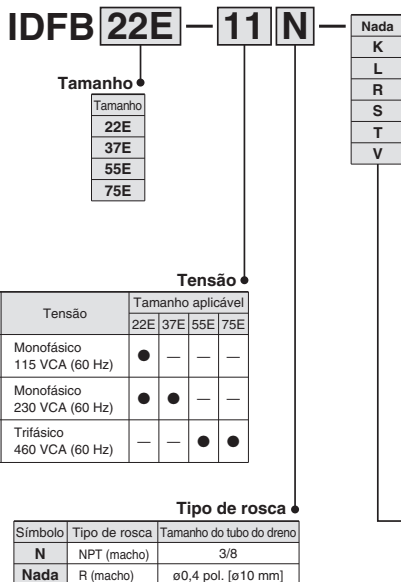 IDFB 22E — 11 N —
Nada
K
L
R
S
T
V
Tamanho
Tamanho
22E
37E
55E
75E
Tensão
Tensão Tamanho aplicável
22E 37E 55E 75E
Monofásico
115 VCA (60 Hz) ● — — —
Monofásico
230 VCA (60 Hz) ● ● — —
Trifásico
460 VCA (60 Hz) — — ● ●
Tipo de rosca
Símbolo Tipo de rosca Tamanho do tubo do dreno
N NPT (macho) 3/8
Nada R (macho) ø0,4 pol. [ø10 mm]